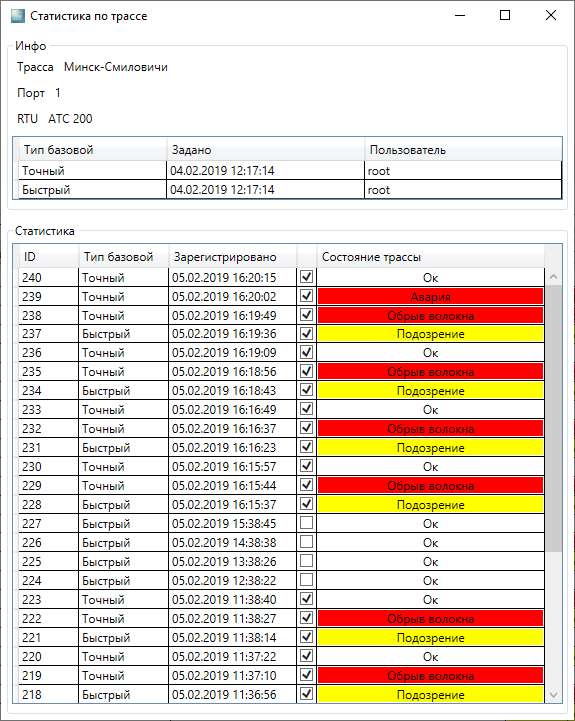 Статистика по трассе
Инфо
Трасса Минск-Смиловичи
Порт 1
RTU ATC 200
Тип базовой Задано Пользователь
Точный 04.02.2019 12:17:14 root
Быстрый 04.02.2019 12:17:14 root
Статистика
ID Тип базовой Зарегистрировано Состояние трассы
240 Точный 05.02.2019 16:20:15 Ок
239 Точный 05.02.2019 16:20:02 Авария
238 Точный 05.02.2019 16:19:49 Обрыв волокна
237 Быстрый 05.02.2019 16:19:36 Подозрение
236 Точный 05.02.2019 16:19:09 Ок
235 Точный 05.02.2019 16:18:56 Обрыв волокна
234 Быстрый 05.02.2019 16:18:43 Подозрение
233 Точный 05.02.2019 16:16:49 Ок
232 Точный 05.02.2019 16:16:37 Обрыв волокна
231 Быстрый 05.02.2019 16:16:23 Подозрение
230 Точный 05.02.2019 16:15:57 Ок
229 Точный 05.02.2019 16:15:44 Обрыв волокна
228 Быстрый 05.02.2019 16:15:37 Подозрение
227 Быстрый 05.02.2019 15:38:45 Ок
226 Быстрый 05.02.2019 14:38:38 Ок
225 Быстрый 05.02.2019 13:38:26 Ок
224 Быстрый 05.02.2019 12:38:22 Ок
223 Точный 05.02.2019 11:38:40 Ок
222 Точный 05.02.2019 11:38:27 Обрыв волокна
221 Быстрый 05.02.2019 11:38:14 Подозрение
220 Точный 05.02.2019 11:37:22 Ок
219 Точный 05.02.2019 11:37:10 Обрыв волокна
218 Быстрый 05.02.2019 11:36:56 Подозрение